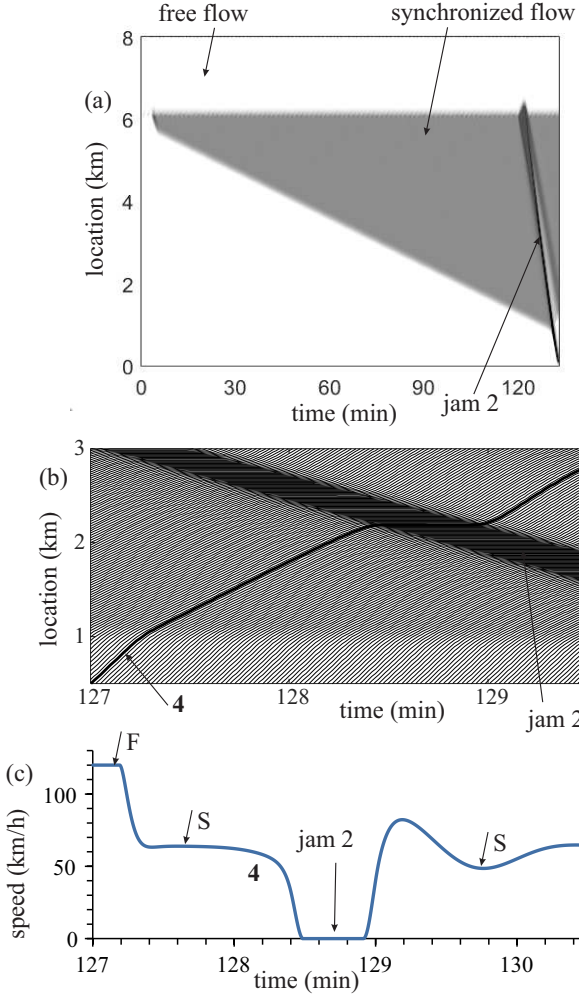 free flow
synchronized flow
(a)
8
6
4
2
0
location (km)
0 30 60 90 120
time (min)
jam 2
(b)
3
2
1
location (km)
127 128 129
4
time (min)
jam 2
(c)
F
S
jam 2
S
4
100
50
0
speed (km/h)
127 128 129 130
time (min)